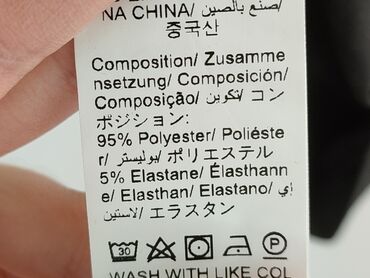 NA CHINA/ صنع بالصين/
중국산
Composition/ Zusamme
nsetzung/ Composición/
Composição/ تكوين/ コン
ポジション:
95% Polyester/ Poliéste
r/ بوليستر/ ポリエステル
5% Elastane/ Élasthann
e/ Elasthan/ Elastano/ إي
لاستين/ エラスタン
30 P
WASH WITH LIKE COL